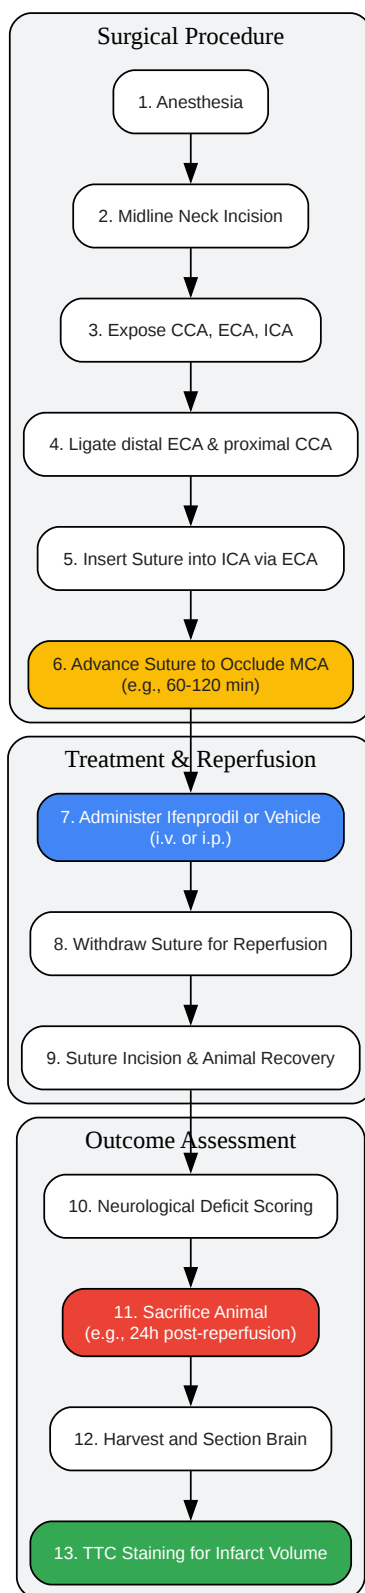 Surgical Procedure
1. Anesthesia
2. Midline Neck Incision
3. Expose CCA, ECA, ICA
4. Ligate distal ECA & proximal CCA
5. Insert Suture into ICA via ECA
6. Advance Suture to Occlude MCA
(e.g., 60-120 min)
Treatment & Reperfusion
7. Administer Ifenprodil or Vehicle
(i.v. or i.p.)
8. Withdraw Suture for Reperfusion
9. Suture Incision & Animal Recovery
Outcome Assessment
10. Neurological Deficit Scoring
11. Sacrifice Animal
(e.g., 24h post-reperfusion)
12. Harvest and Section Brain
13. TTC Staining for Infarct Volume